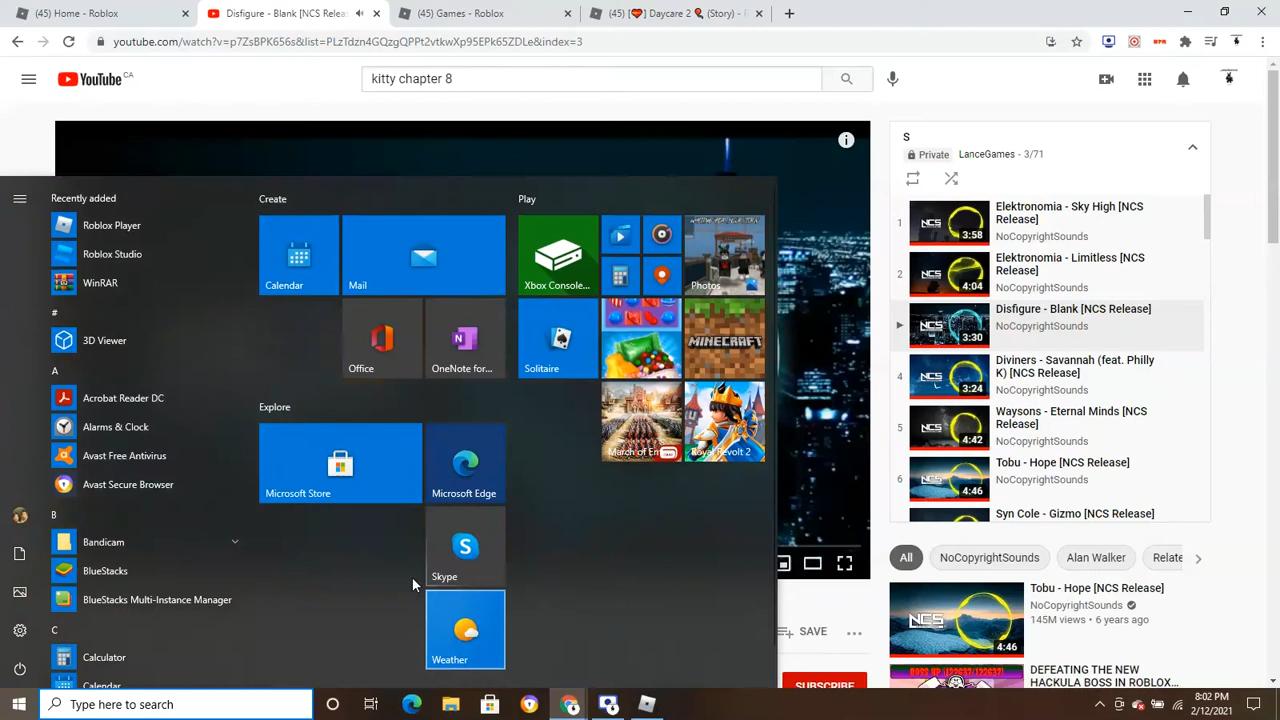 (45) Home - Roblox
Disfigure - Blank [NCS Relea
(45) Games - Roblox
(45) [❤️] Daycare 2 🍭 (Story) - R
youtube.com/watch?v=p7ZsBPK656s&list=PLzTdzn4GQzgQPPt2vtkwXp95EPk65ZDLe&index=3
YouTube CA
kitty chapter 8
S
Private LanceGames - 3/71
1
Elektronomia - Sky High [NCS
Release]
NoCopyrightSounds
NCS
3:58
2
Elektronomia - Limitless [NCS
Release]
NoCopyrightSounds
NCS
4:04
Disfigure - Blank [NCS Release]
NoCopyrightSounds
NCS
3:30
4
Diviners - Savannah (feat. Philly
K) [NCS Release]
NoCopyrightSounds
NCS
3:24
5
Waysons - Eternal Minds [NCS
Release]
NoCopyrightSounds
NCS
4:42
6
Tobu - Hope [NCS Release]
NoCopyrightSounds
NCS
4:46
Syn Cole - Gizmo [NCS Release]
All
NoCopyrightSounds
Alan Walker
Relate
Tobu - Hope [NCS Release]
NoCopyrightSounds
145M views • 6 years ago
NCS
4:46
DEFEATING THE NEW
HACKULA BOSS IN ROBLOX...
SAVE
SUBSCRIBE
Recently added
Roblox Player
Roblox Studio
WinRAR
#
3D Viewer
A
Acrobat Reader DC
Alarms & Clock
Avast Free Antivirus
Avast Secure Browser
B
Bandicam
BlueStacks
BlueStacks Multi-Instance Manager
C
Calculator
Calendar
Create
Calendar
Mail
Office
OneNote for...
Explore
Microsoft Store
Microsoft Edge
Skype
Weather
Play
Xbox Console...
Photos
Solitaire
MINECRAFT
March of Em
Royal Revolt 2
Type here to search
8:02 PM
2/12/2021